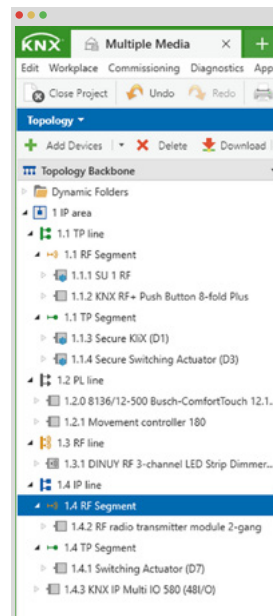 KNX Multiple Media × +
Edit Workplace Commissioning Diagnostics App
Close Project Undo Redo
Topology
Add Devices Delete Download
Topology Backbone
Dynamic Folders
1 IP area
1.1 TP line
1.1 RF Segment
1.1.1 SU 1 RF
1.1.2 KNX RF+ Push Button 8-fold Plus
1.1 TP Segment
1.1.3 Secure KliX (D1)
1.1.4 Secure Switching Actuator (D3)
1.2 PL line
1.2.0 8136/12-500 Busch-ComfortTouch 12.1...
1.2.1 Movement controller 180
1.3 RF line
1.3.1 DINUY RF 3-channel LED Strip Dimmer...
1.4 IP line
1.4 RF Segment
1.4.2 RF radio transmitter module 2-gang
1.4 TP Segment
1.4.1 Switching Actuator (D7)
1.4.3 KNX IP Multi IO 580 (48I/O)